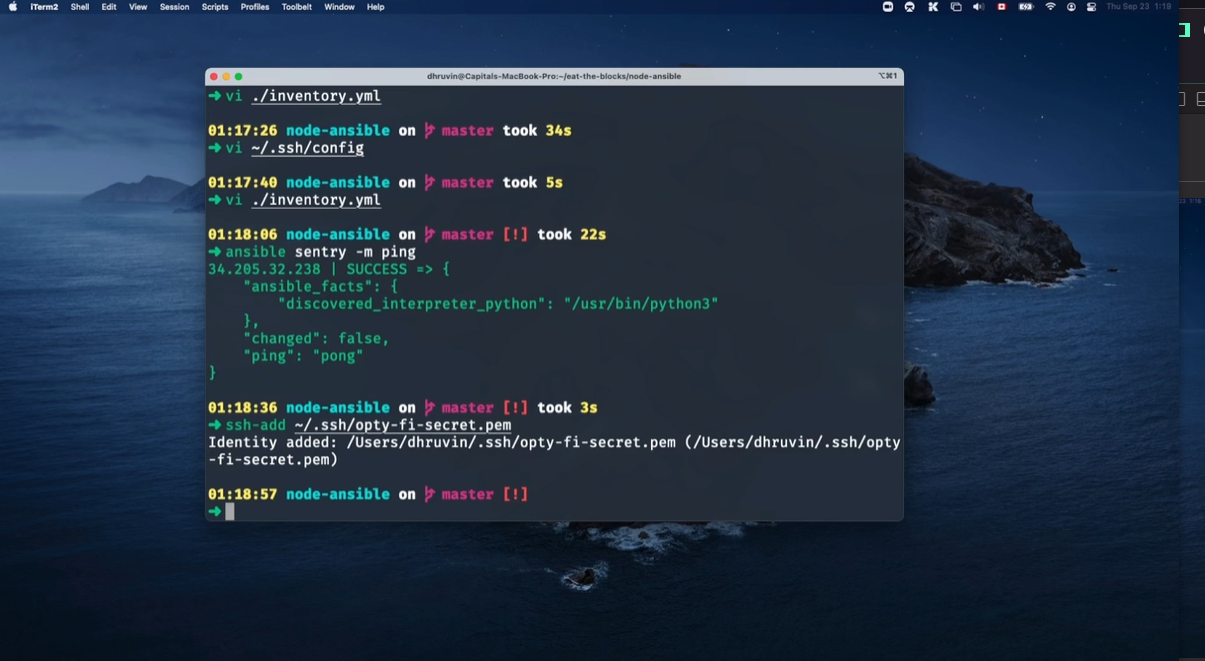 iTerm2 Shell Edit View Session Scripts Profiles Toolbelt Window Help Thu Sep 23 1:19
dhruvin@Capitals-MacBook-Pro:~/eat-the-blocks/node-ansible ⌥⌘1
➜ vi ./inventory.yml
01:17:26 node-ansible on master took 34s
➜ vi ~/.ssh/config
01:17:40 node-ansible on master took 5s
➜ vi ./inventory.yml
01:18:06 node-ansible on master [!] took 22s
➜ ansible sentry -m ping
34.205.32.238 | SUCCESS => {
"ansible_facts": {
"discovered_interpreter_python": "/usr/bin/python3"
},
"changed": false,
"ping": "pong"
}
01:18:36 node-ansible on master [!] took 3s
➜ ssh-add ~/.ssh/opty-fi-secret.pem
Identity added: /Users/dhruvin/.ssh/opty-fi-secret.pem (/Users/dhruvin/.ssh/opty
-fi-secret.pem)
01:18:57 node-ansible on master [!]
➜